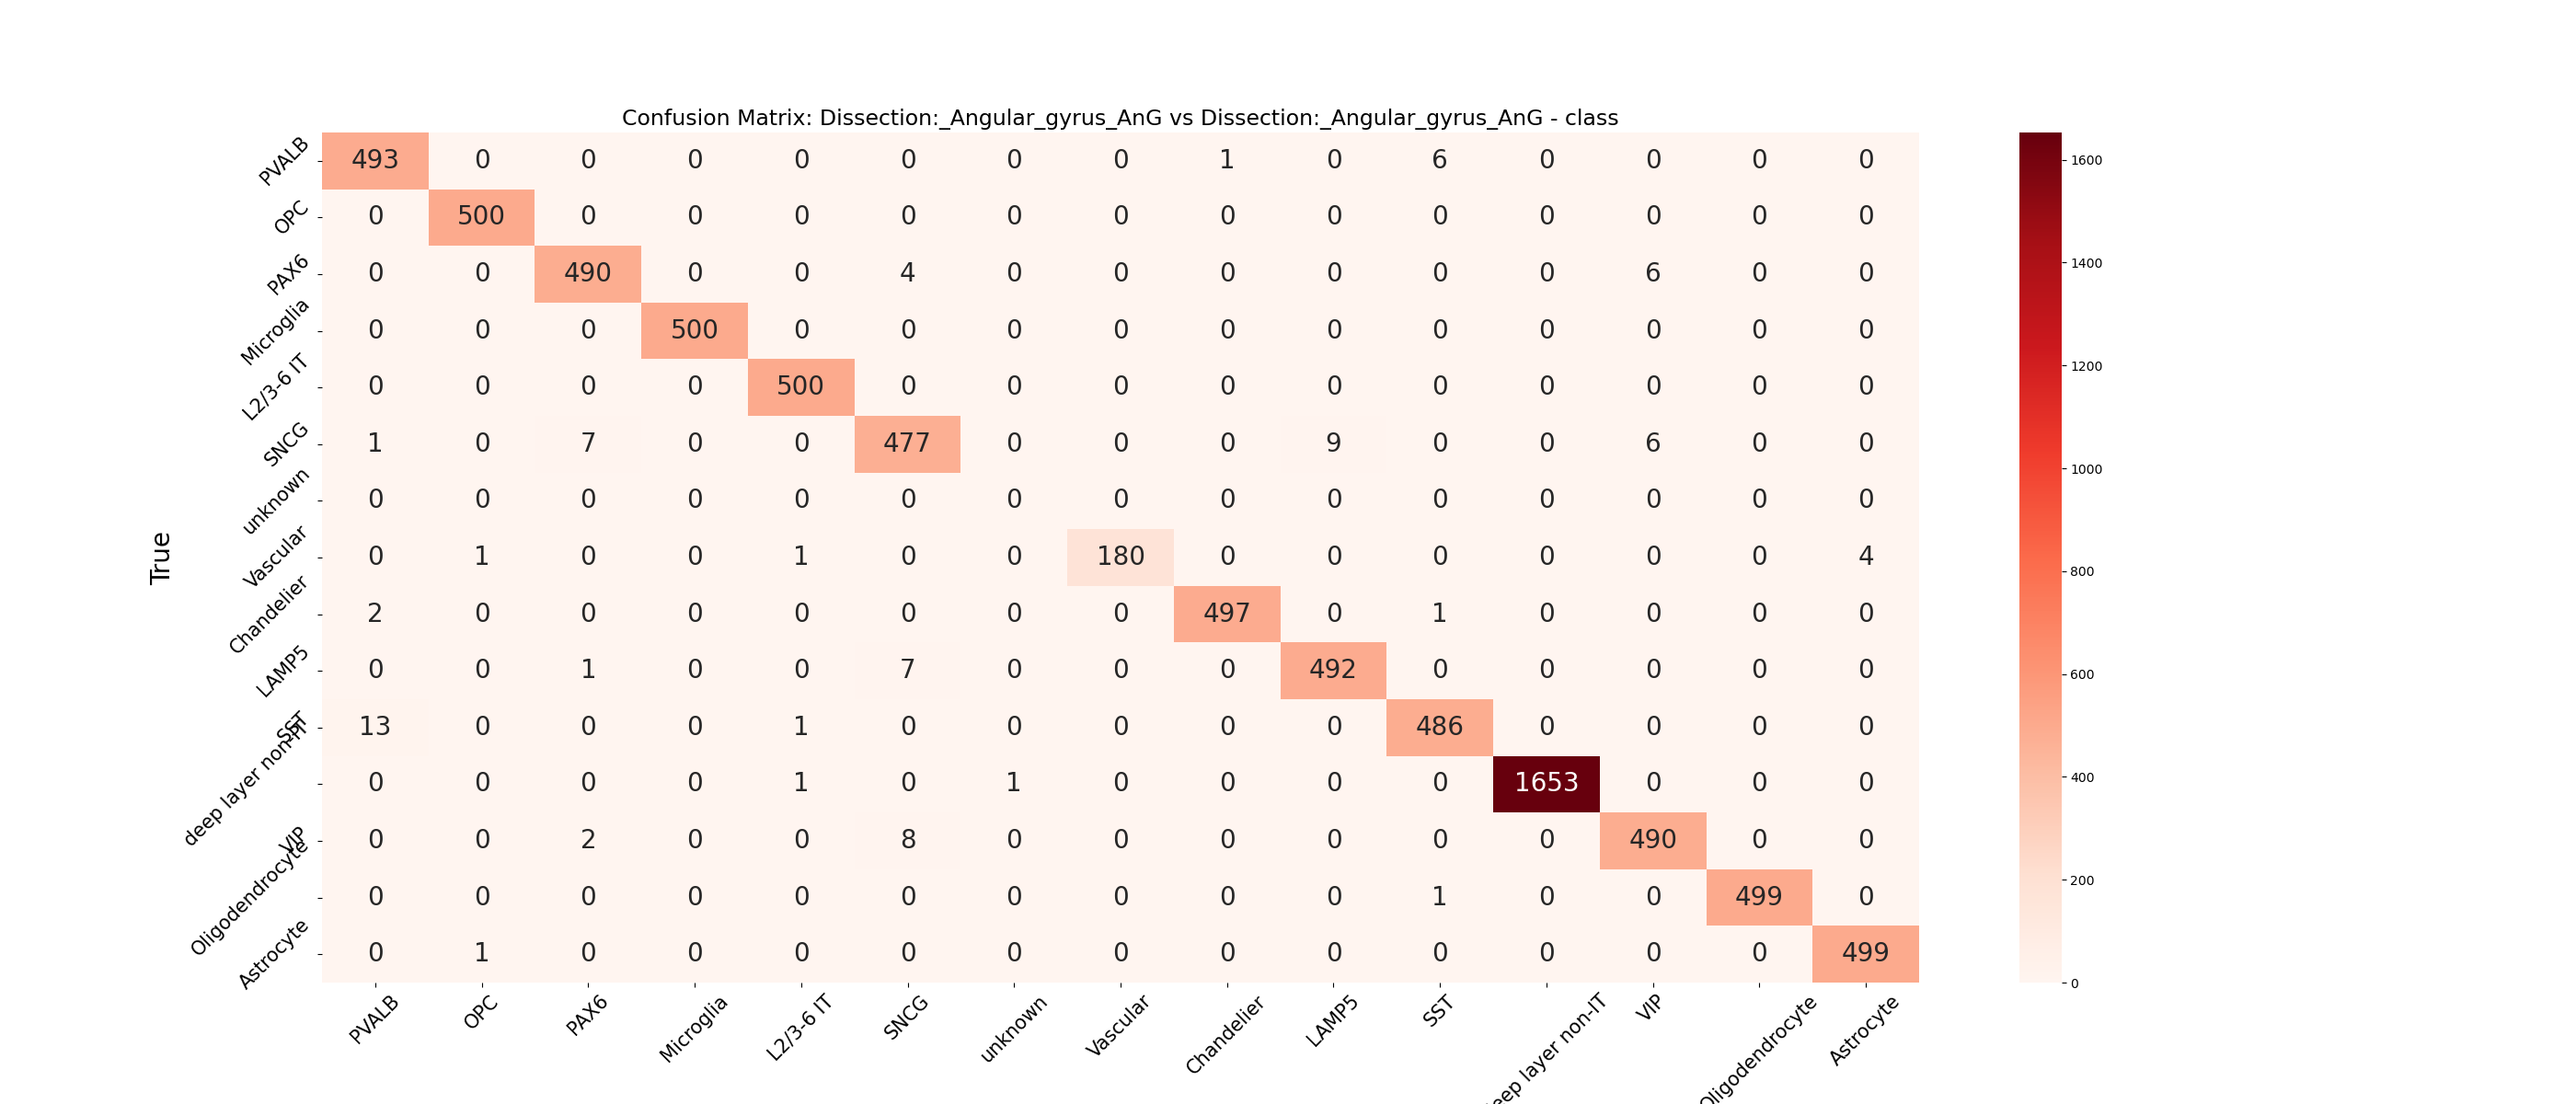 Confusion Matrix: Dissection:_Angular_gyrus_AnG vs Dissection:_Angular_gyrus_AnG - class
True
PVALB 493 0 0 0 0 0 0 0 1 0 6 0 0 0 0
OPC 0 500 0 0 0 0 0 0 0 0 0 0 0 0 0
PAX6 0 0 490 0 0 4 0 0 0 0 0 0 6 0 0
Microglia 0 0 0 500 0 0 0 0 0 0 0 0 0 0 0
L2/3-6 IT 0 0 0 0 500 0 0 0 0 0 0 0 0 0 0
SNCG 1 0 7 0 0 477 0 0 0 9 0 0 6 0 0
unknown 0 0 0 0 0 0 0 0 0 0 0 0 0 0 0
Vascular 0 1 0 0 1 0 0 180 0 0 0 0 0 0 4
Chandelier 2 0 0 0 0 0 0 0 497 0 1 0 0 0 0
LAMP5 0 0 1 0 0 7 0 0 0 492 0 0 0 0 0
SST 13 0 0 0 1 0 0 0 0 0 486 0 0 0 0
deep layer non-IT 0 0 0 0 1 0 1 0 0 0 0 1653 0 0 0
VIP 0 0 2 0 0 8 0 0 0 0 0 0 490 0 0
Oligodendrocyte 0 0 0 0 0 0 0 0 0 0 1 0 0 499 0
Astrocyte 0 1 0 0 0 0 0 0 0 0 0 0 0 0 499
PVALB OPC PAX6 Microglia L2/3-6 IT SNCG unknown Vascular Chandelier LAMP5 SST layer non-IT VIP Oligodendrocyte Astrocyte
1600
1400
1200
1000
800
600
400
200
0